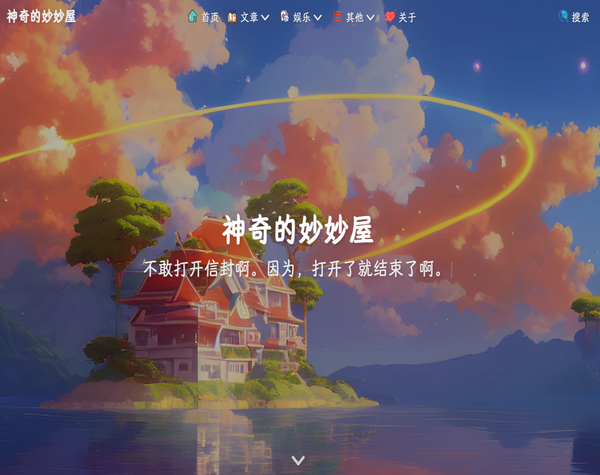 神奇的妙妙屋
首页 文章 娱乐 其他 关于 搜索
神奇的妙妙屋
不敢打开信封啊。因为，打开了就结束了啊。